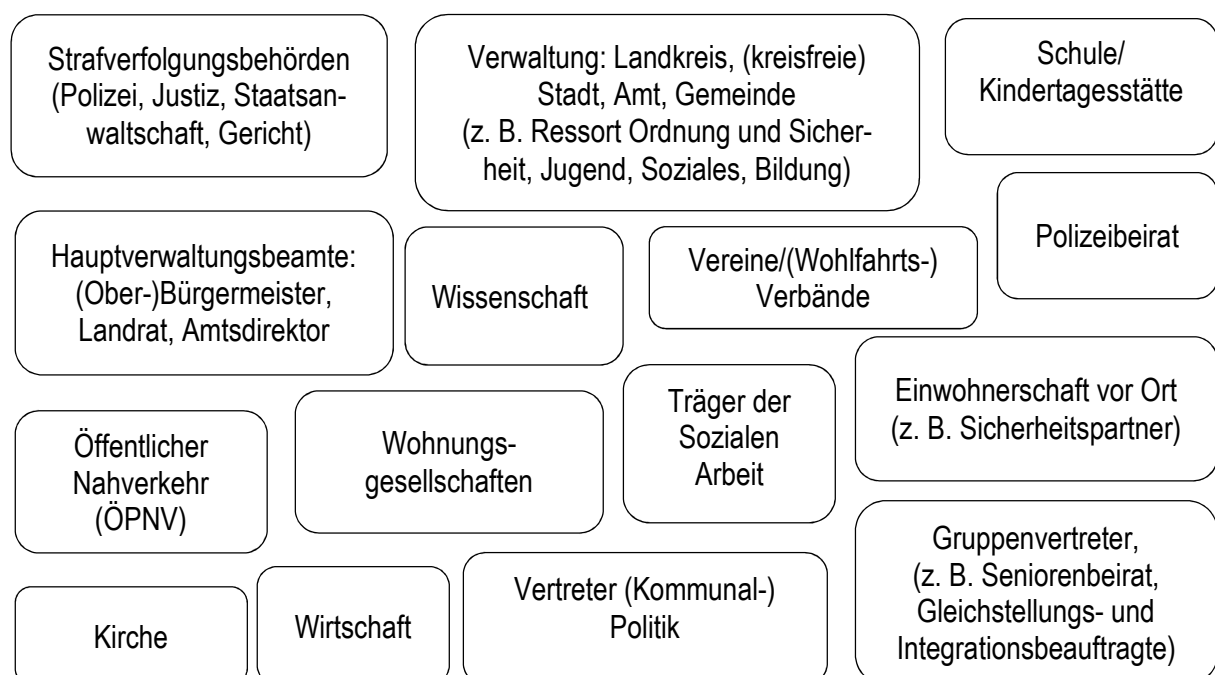 Strafverfolgungsbehörden
(Polizei, Justiz, Staatsan-
waltschaft, Gericht)
Verwaltung: Landkreis, (kreisfreie)
Stadt, Amt, Gemeinde
(z. B. Ressort Ordnung und Sicher-
heit, Jugend, Soziales, Bildung)
Schule/
Kindertagesstätte
Hauptverwaltungsbeamte:
(Ober-)Bürgermeister,
Landrat, Amtsdirektor
Wissenschaft
Vereine/(Wohlfahrts-)
Verbände
Polizeibeirat
Öffentlicher
Nahverkehr
(ÖPNV)
Wohnungs-
gesellschaften
Träger der
Sozialen
Arbeit
Einwohnerschaft vor Ort
(z. B. Sicherheitspartner)
Kirche
Wirtschaft
Vertreter (Kommunal-)
Politik
Gruppenvertreter,
(z. B. Seniorenbeirat,
Gleichstellungs- und
Integrationsbeauftragte)